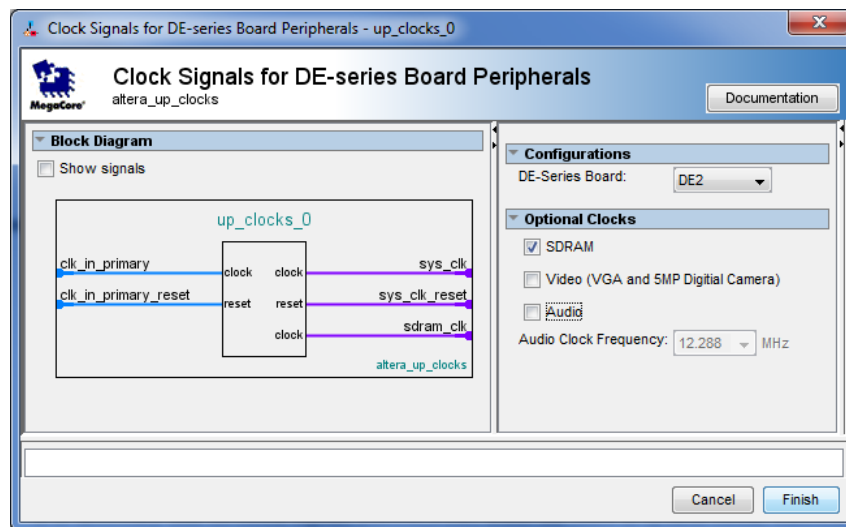 Clock Signals for DE-series Board Peripherals - up_clocks_0
Clock Signals for DE-series Board Peripherals
MegaCore®
altera_up_clocks
Documentation
Block Diagram
Show signals
up_clocks_0
clk_in_primary
clock
clock
sys_clk
clk_in_primary_reset
reset
reset
sys_clk_reset
clock
sdram_clk
altera_up_clocks
Configurations
DE-Series Board:
DE2
Optional Clocks
SDRAM
Video (VGA and 5MP Digitial Camera)
Audio
Audio Clock Frequency:
12.288
MHz
Cancel
Finish